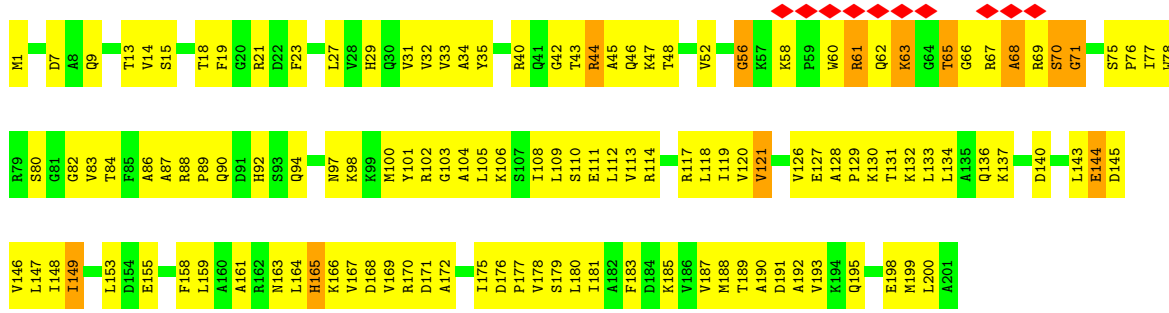 M1 D7 A8 Q9 T13 V14 S15 T18 F19 G20 R21 D22 F23 L27 V28 H29 Q30 V31 V32 V33 A34 Y35 R40 Q41 G42 T43 R44 A45 Q46 K47 T48 V52 G56 K57 K58 P59 W60 R61 Q62 K63 G64 T65 G66 R67 A68 R69 S70 G71 S75 P76 I77 W78
R79 S80 G81 G82 V83 T84 F85 A86 A87 R88 P89 Q90 D91 H92 S93 Q94 N97 K98 K99 M100 Y101 R102 G103 A104 L105 K106 S107 I108 L109 S110 E111 L112 V113 R114 R117 L118 I119 V120 V121 V126 E127 A128 P129 K130 T131 K132 L133 L134 A135 Q136 K137 D140 L143 E144 D145
V146 L147 I148 I149 L153 D154 E155 F158 L159 A160 A161 R162 N163 L164 H165 K166 V167 D168 V169 R170 D171 A172 I175 D176 P177 V178 S179 L180 I181 A182 F183 D184 K185 V186 V187 M188 T189 A190 D191 A192 V193 K194 Q195 E198 M199 L200 A201